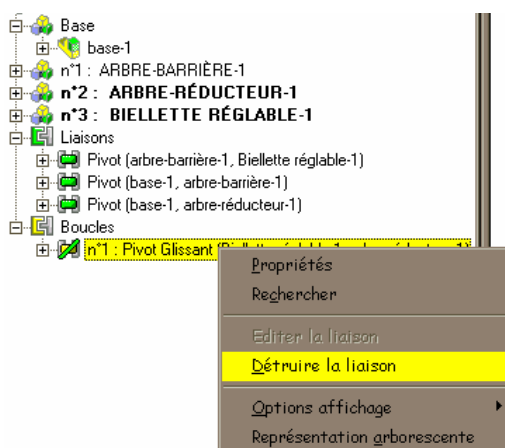 Base
base-1
n°1 : ARBRE-BARRIÈRE-1
n°2 : ARBRE-RÉDUCTEUR-1
n°3 : BIELLETTE RÉGLABLE-1
Liaisons
Pivot (arbre-barrière-1, Biellette réglable-1)
Pivot (base-1, arbre-barrière-1)
Pivot (base-1, arbre-réducteur-1)
Boucles
n°1 : Pivot Glissant
Propriétés
Rechercher
Editer la liaison
Détruire la liaison
Options affichage
Représentation arborescente